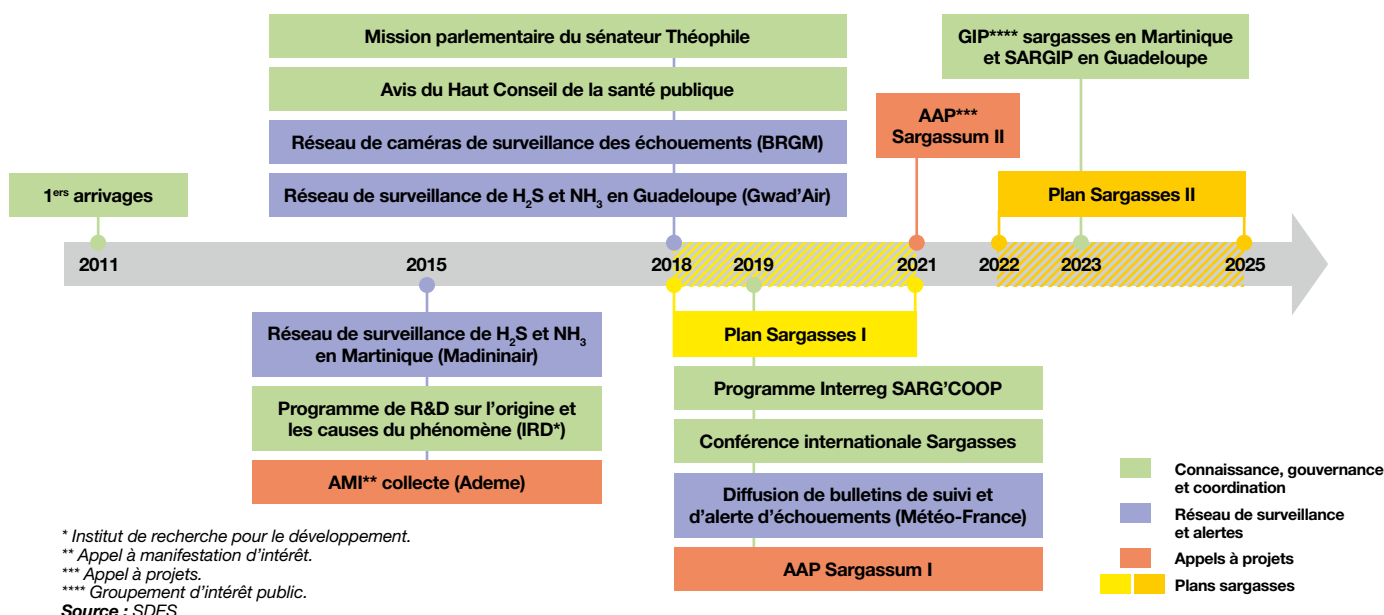 Mission parlementaire du sénateur Théophile
Avis du Haut Conseil de la santé publique
Réseau de caméras de surveillance des échouements (BRGM)
Réseau de surveillance de H₂S et NH₃ en Guadeloupe (Gwad'Air)
GIP**** sargasses en Martinique
et SARGIP en Guadeloupe
AAP***
Sargassum II
1ers arrivages
Plan Sargasses II
2011
2015
2018
2019
2021
2022
2023
2025
Réseau de surveillance de H₂S et NH₃
en Martinique (Madininair)
Programme de R&D sur l'origine et
les causes du phénomène (IRD*)
AMI** collecte (Ademe)
Plan Sargasses I
Programme Interreg SARG'COOP
Conférence internationale Sargasses
Diffusion de bulletins de suivi et
d'alerte d'échouements (Météo-France)
AAP Sargassum I
Connaissance, gouvernance
et coordination
Réseau de surveillance
et alertes
Appels à projets
Plans sargasses
* Institut de recherche pour le développement.
** Appel à manifestation d'intérêt.
*** Appel à projets.
**** Groupement d'intérêt public.
Source : SDES